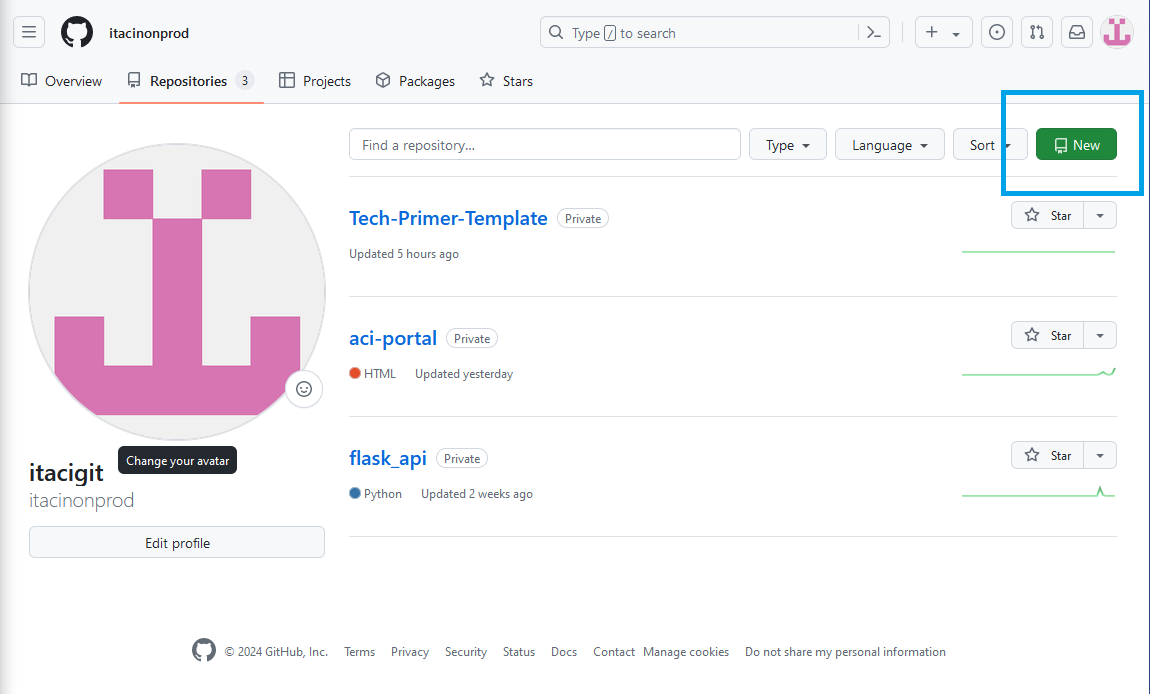 itacinonprod
Type / to search
Overview Repositories 3 Projects Packages Stars
Find a repository... Type Language Sort New
Tech-Primer-Template Private Star
Updated 5 hours ago
aci-portal Private Star
HTML Updated yesterday
flask_api Private Star
Python Updated 2 weeks ago
Change your avatar
itacigit
itacinonprod
Edit profile
© 2024 GitHub, Inc. Terms Privacy Security Status Docs Contact Manage cookies Do not share my personal information